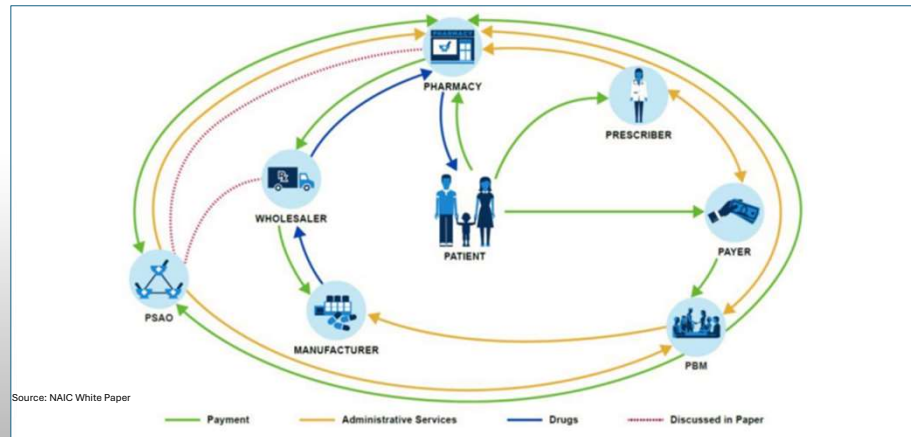 PHARMACY
PHARMACY
PRESCRIBER
WHOLESALER
PATIENT
PAYER
PSAO
MANUFACTURER
PBM
Source: NAIC White Paper
Payment
Administrative Services
Drugs
Discussed in Paper